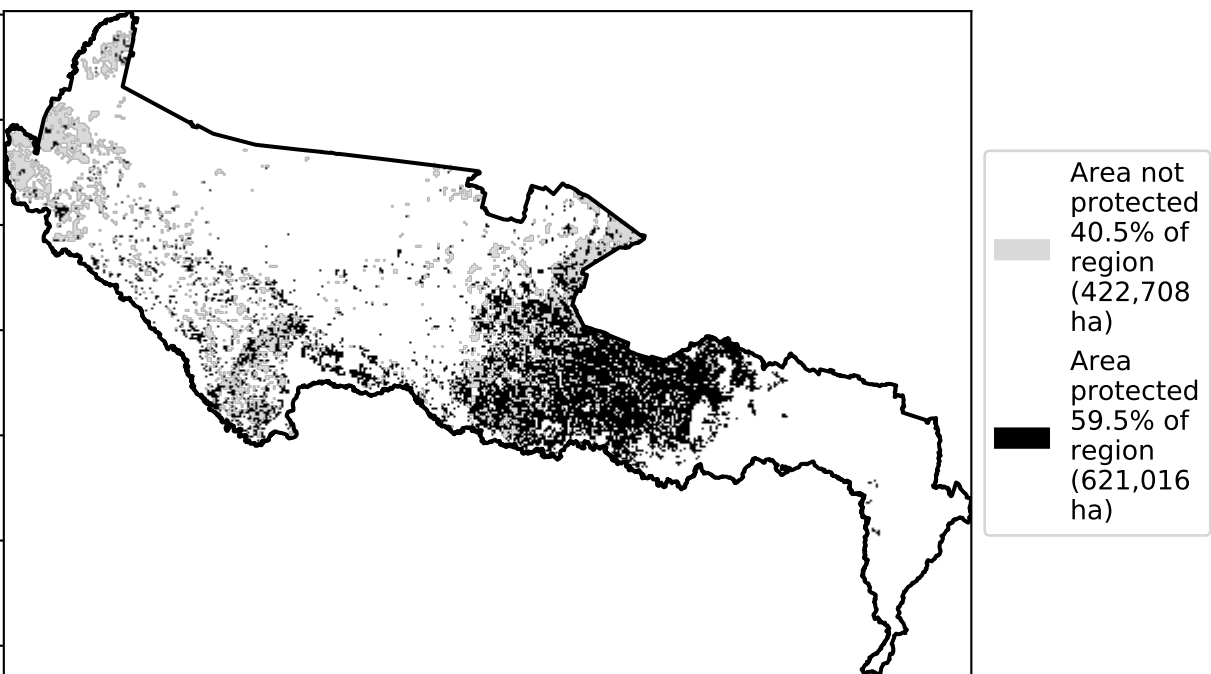 Area not
protected
40.5% of
region
(422,708
ha)
Area
protected
59.5% of
region
(621,016
ha)